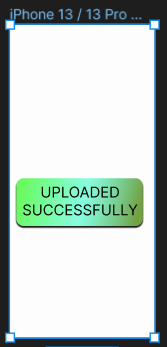 iPhone 13 / 13 Pro ...
UPLOADED
SUCCESSFULLY